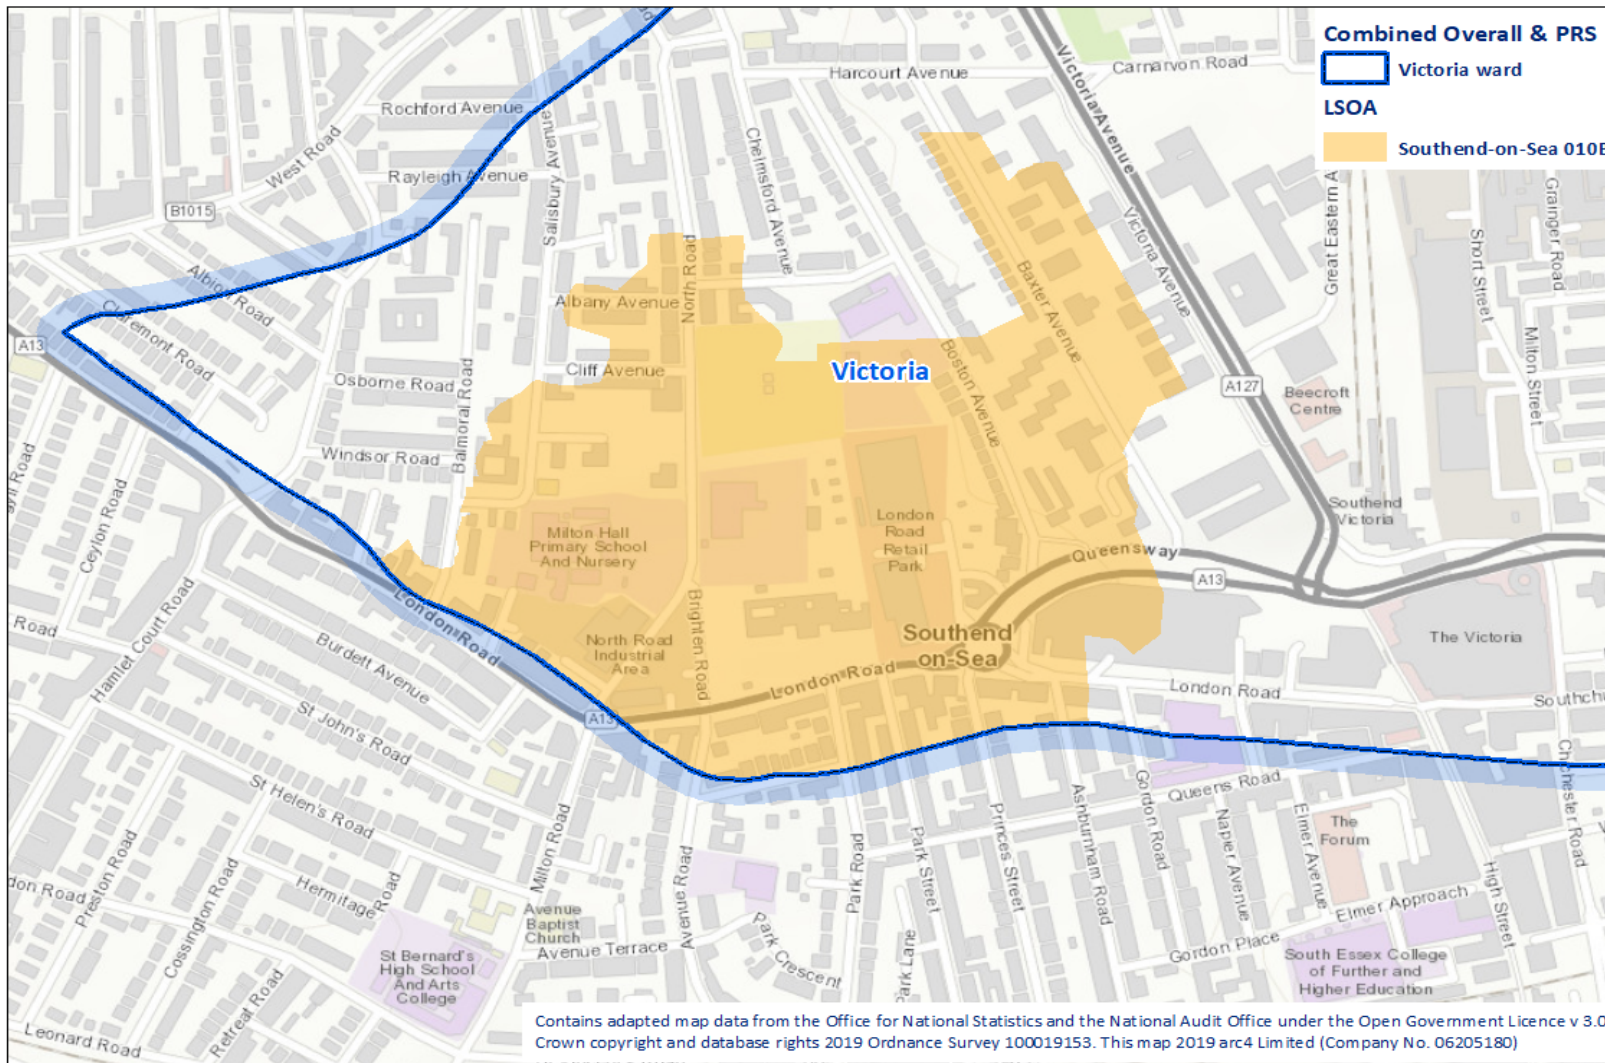 Combined Overall & PRS
Victoria ward
LSOA
Southend-on-Sea 010E
Harcourt Avenue
Carnarvon Road
Victoria Avenue
Rochford Avenue
West Road
Rayleigh Avenue
Salisbury Avenue
Chelmsford Avenue
B1015
Victoria Avenue
Great Eastern A
Grainger Road
Short Street
North Road
Baxter Avenue
Albion Road
Claremont Road
Albany Avenue
A13
Cliff Avenue
Victoria
Boston Avenue
Milton Street
Osborne Road
Balmoral Road
A127
Beecroft
Centre
Windsor Road
Ceylon Road
Southend
Victoria
Milton Hall
Primary School
And Nursery
London
Road
Retail
Park
Queensway
A13
London Road
Brighten Road
Road
Hamlet Court Road
Burdett Avenue
North Road
Industrial
Area
Southend
on-Sea
The Victoria
London Road
London Road
Southchu
St John's Road
A13
St Helen's Road
Queens Road
Chichester Road
Gordon Road
Ashburnham Road
Princes Street
Park Street
Park Road
Napier Avenue
Elmer Avenue
The
Forum
Milton Road
Avenue Road
Preston Road
Cossington Road
don Road
Hermitage
Road
High Street
Elmer Approach
Avenue
Baptist
Church
Avenue Terrace
Park Crescent
Park Lane
Gordon Place
St Bernard's
High School
And Arts
College
South Essex College
of Further and
Higher Education
Retreat Road
Leonard Road
Contains adapted map data from the Office for National Statistics and the National Audit Office under the Open Government Licence v 3.0
Crown copyright and database rights 2019 Ordnance Survey 100019153. This map 2019 arc4 Limited (Company No. 06205180)